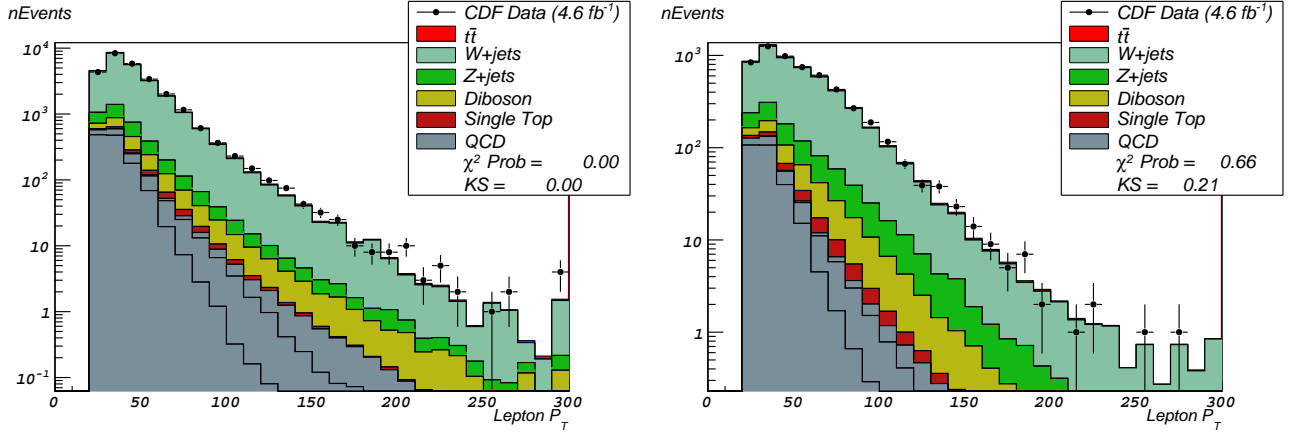 nEvents
CDF Data (4.6 fb⁻¹)
tt̄
W+jets
Z+jets
Diboson
Single Top
QCD
χ² Prob = 0.00
KS = 0.00
10⁴
10³
10²
10
1
10⁻¹
0 50 100 150 200 250 300
Lepton P_T
nEvents
CDF Data (4.6 fb⁻¹)
tt̄
W+jets
Z+jets
Diboson
Single Top
QCD
χ² Prob = 0.66
KS = 0.21
10³
10²
10
1
0 50 100 150 200 250 300
Lepton P_T